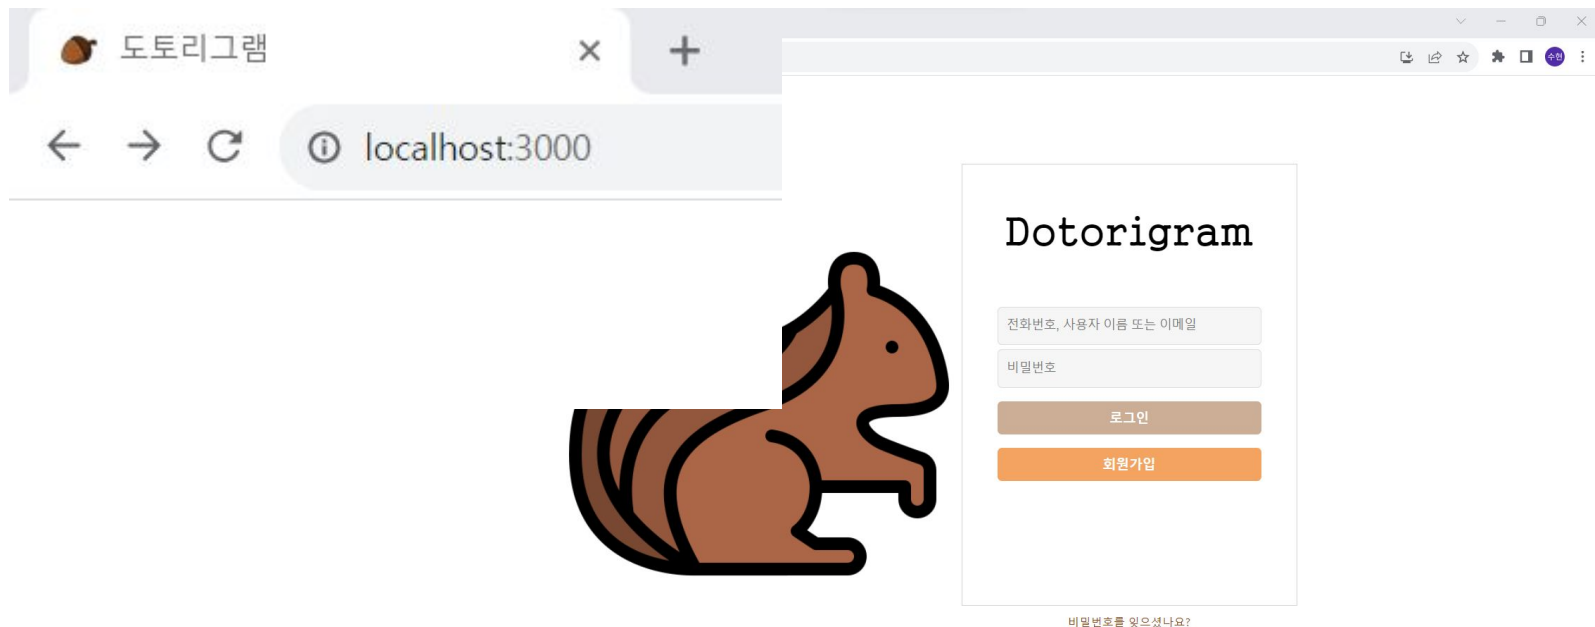 도토리그램
localhost:3000
수현
Dotorigram
전화번호, 사용자 이름 또는 이메일
비밀번호
로그인
회원가입
비밀번호를 잊으셨나요?